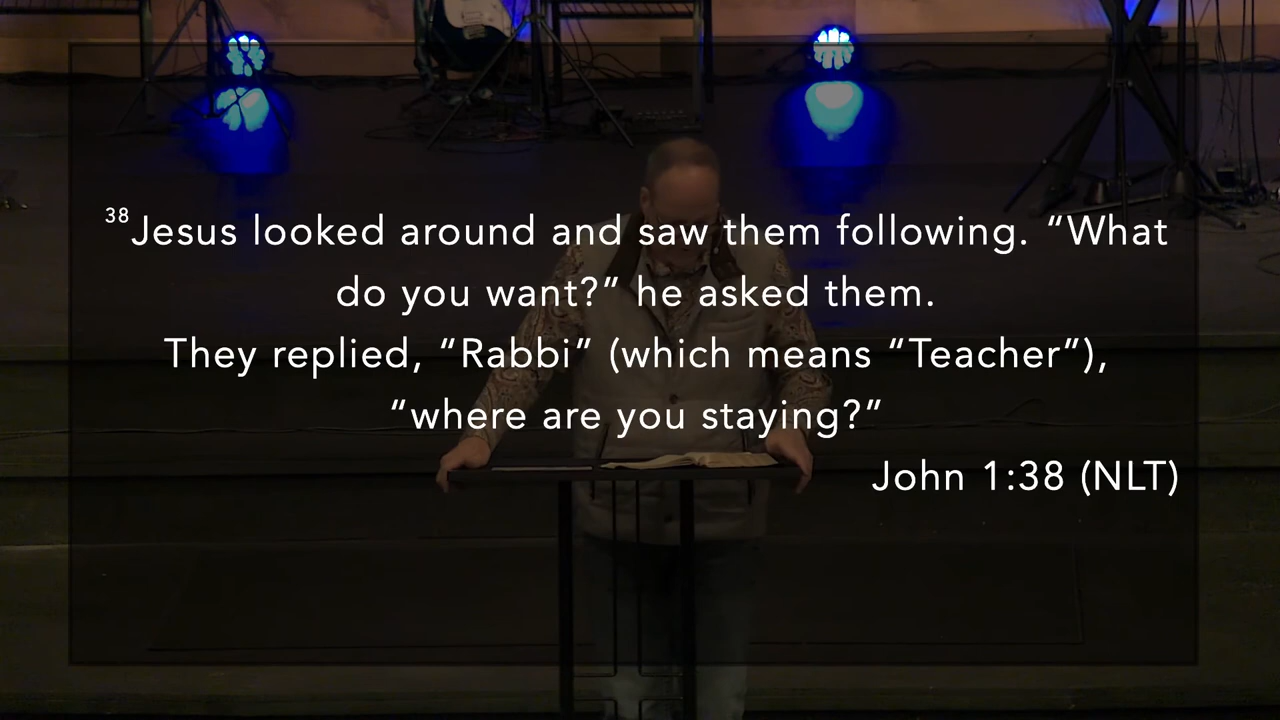 38Jesus looked around and saw them following. “What
do you want?” he asked them.
They replied, “Rabbi” (which means “Teacher”),
“where are you staying?”
John 1:38 (NLT)